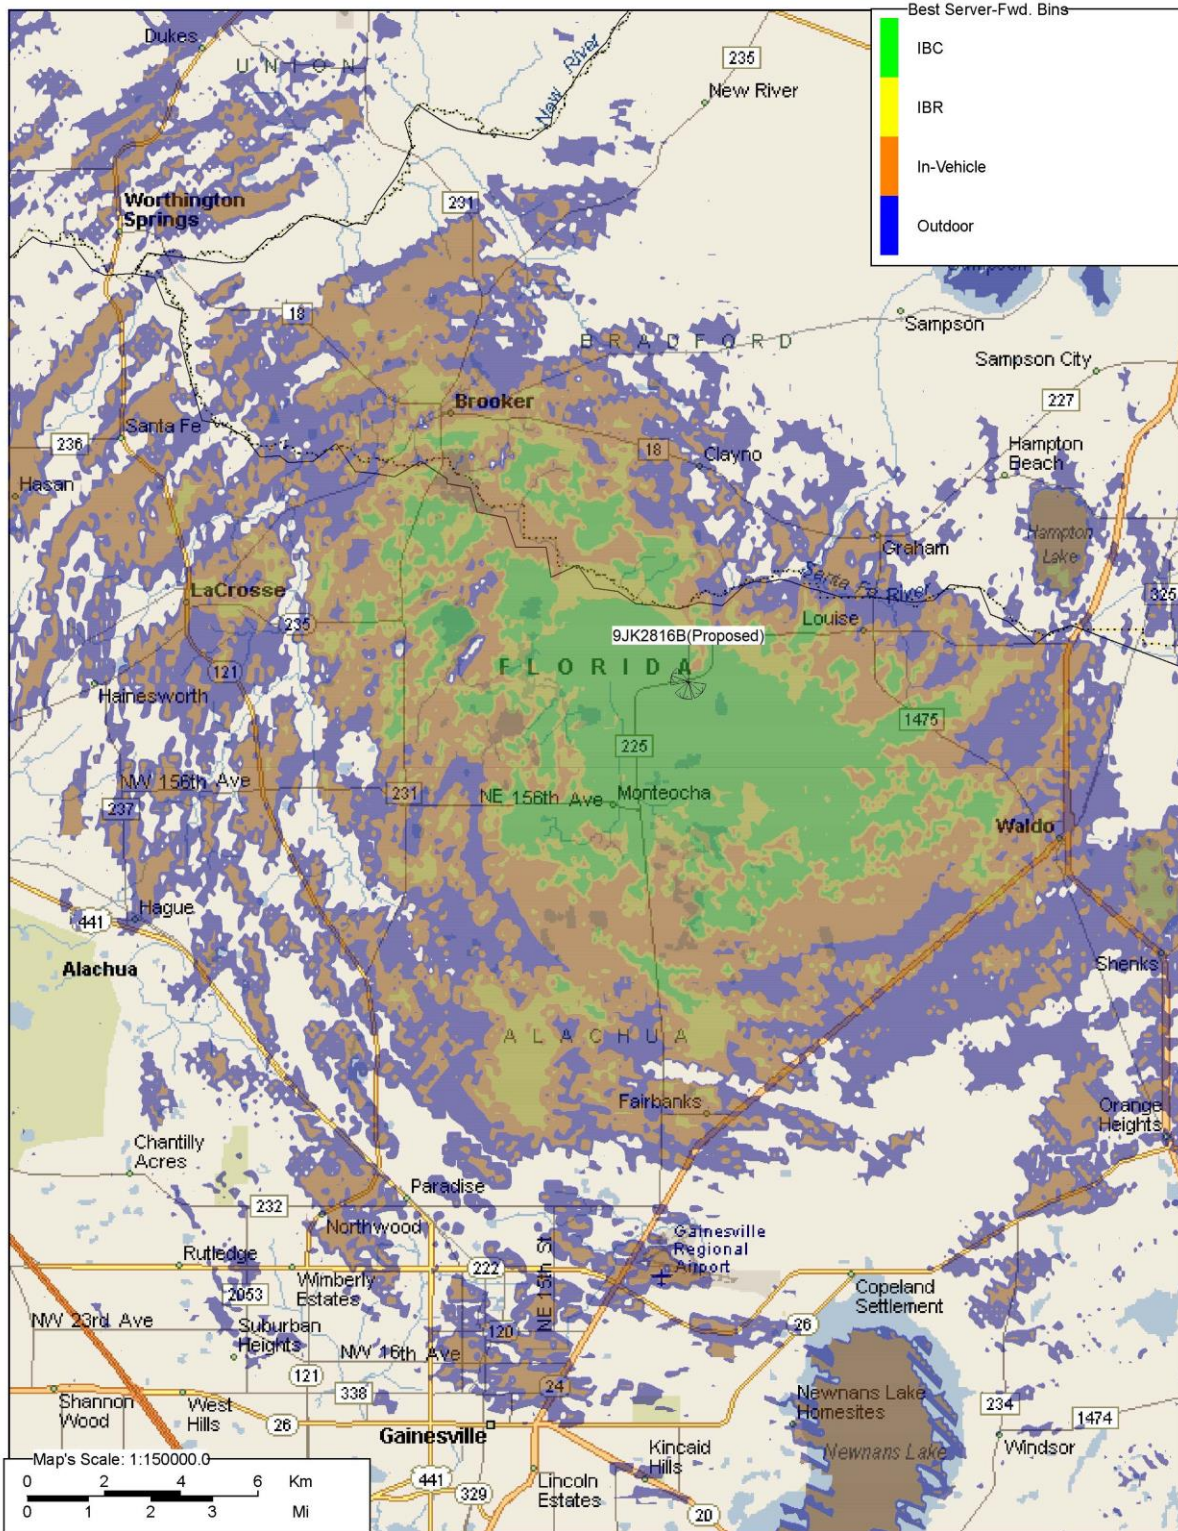 Best Server-Fwd. Bins
IBC
IBR
In-Vehicle
Outdoor
Dukes
UNION
New River
235
New River
Worthington
Springs
231
18
Sampson
BRADFORD
Sampson City
227
Brooker
Santa Fe
236
18
Clayno
Hampton
Beach
Hasan
Hampton
Lake
Graham
Santa Fe River
325
LaCrosse
235
Louise
9JK2816B(Proposed)
FLORIDA
121
Hainesworth
1475
225
NW 156th Ave
231
NE 156th Ave
Monteocha
237
Waldo
441
Hague
Alachua
Shenks
ALACHUA
Fairbanks
Orange
Heights
Chantilly
Acres
Paradise
232
Northwood
Gainesville
Regional
Airport
NE 15th St
Rutledge
222
Wimberly
Estates
2053
Copeland
Settlement
NW 23rd Ave
Suburban
Heights
120
26
NW 16th Ave
121
338
24
Shannon
Wood
West
Hills
26
Newnans Lake
Homesites
234
1474
Gainesville
Windsor
Newnans Lake
Kincaid
Hills
441
329
Lincoln
Estates
20
Map's Scale: 1:150000.0
0 2 4 6 Km
0 1 2 3 Mi